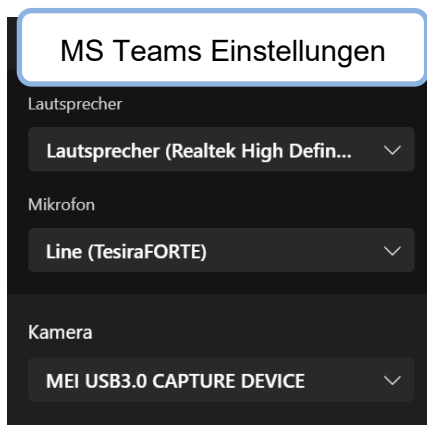 MS Teams Einstellungen
Lautsprecher
Lautsprecher (Realtek High Defin...
Mikrofon
Line (TesiraFORTE)
Kamera
MEI USB3.0 CAPTURE DEVICE